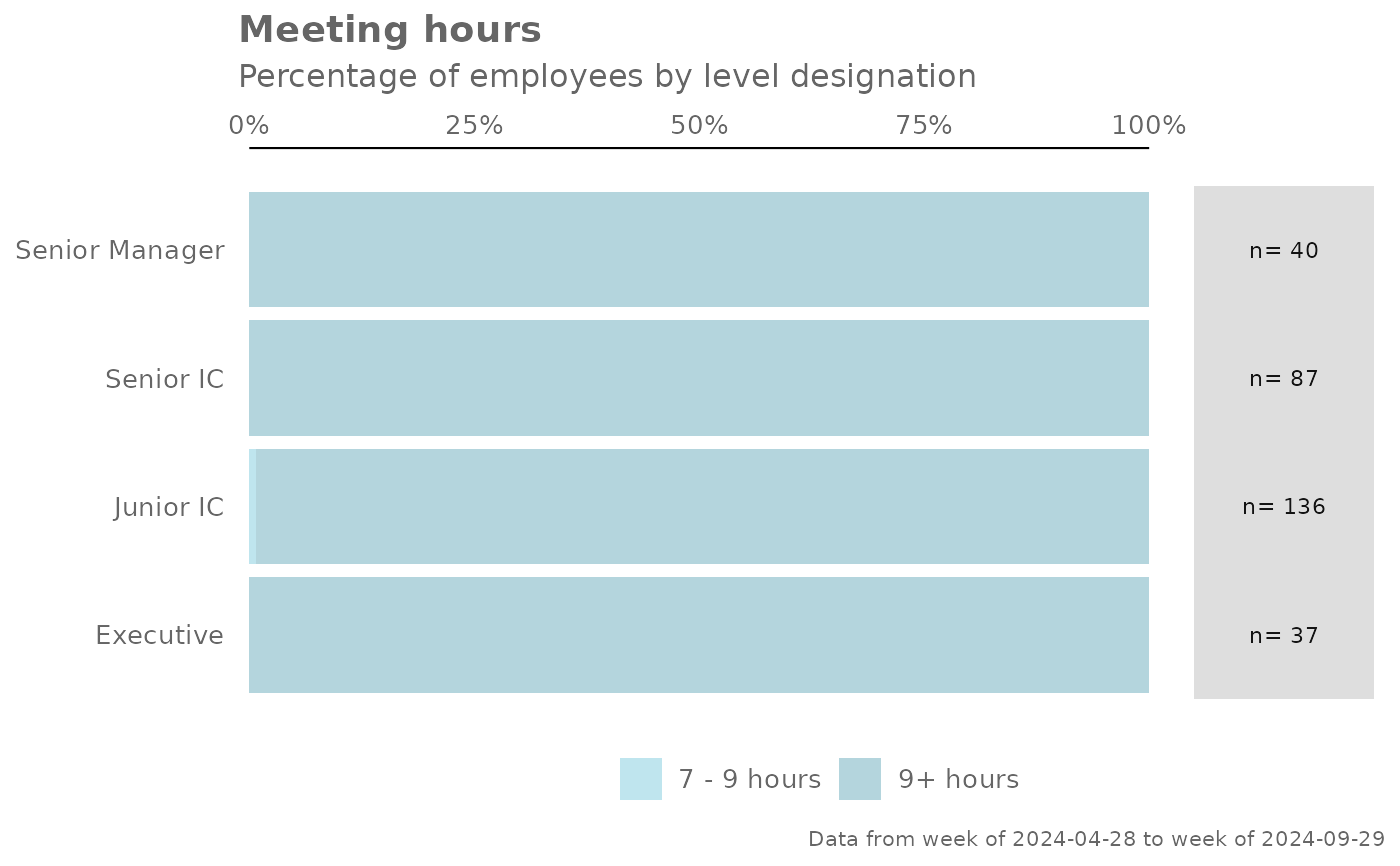 Meeting hours
Percentage of employees by level designation
0% 25% 50% 75% 100%
Senior Manager n= 40
Senior IC n= 87
Junior IC n= 136
Executive n= 37
7 - 9 hours 9+ hours
Data from week of 2024-04-28 to week of 2024-09-29